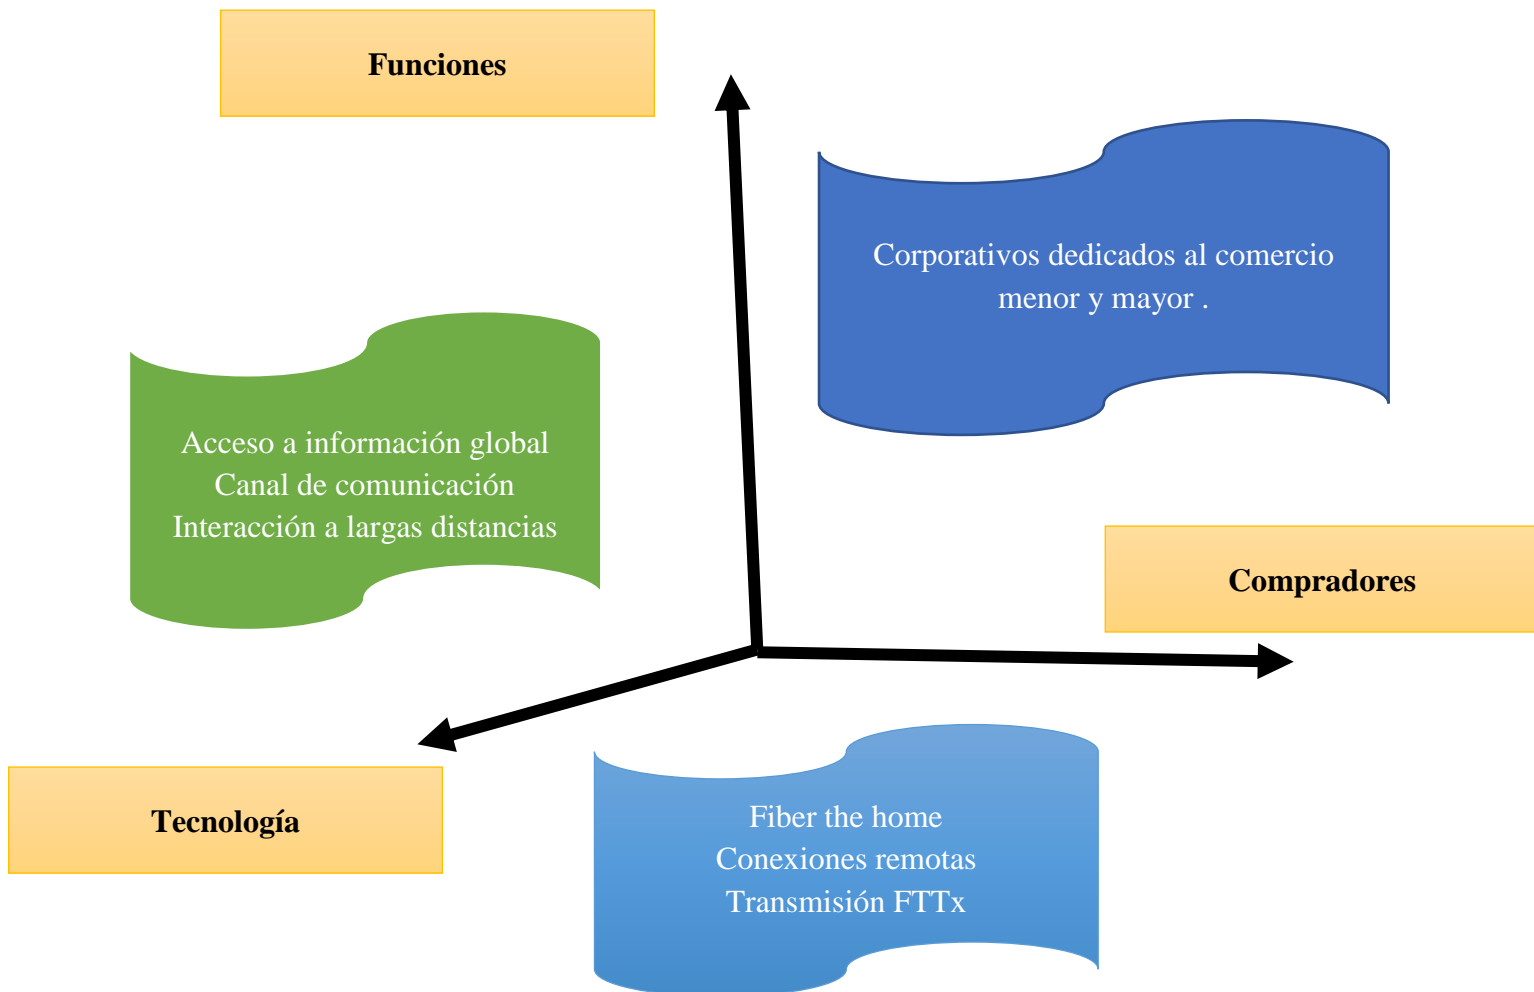 Funciones
Corporativos dedicados al comercio
menor y mayor .
Acceso a información global
Canal de comunicación
Interacción a largas distancias
Compradores
Tecnología
Fiber the home
Conexiones remotas
Transmisión FTTx